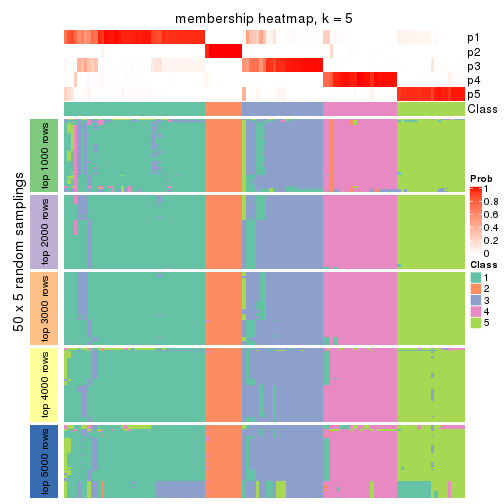 membership heatmap, k = 5
p1
p2
p3
p4
p5
Class
50 x 5 random samplings
top 1000 rows
top 2000 rows
top 3000 rows
top 4000 rows
top 5000 rows
Prob
1
0.8
0.6
0.4
0.2
0
Class
1
2
3
4
5